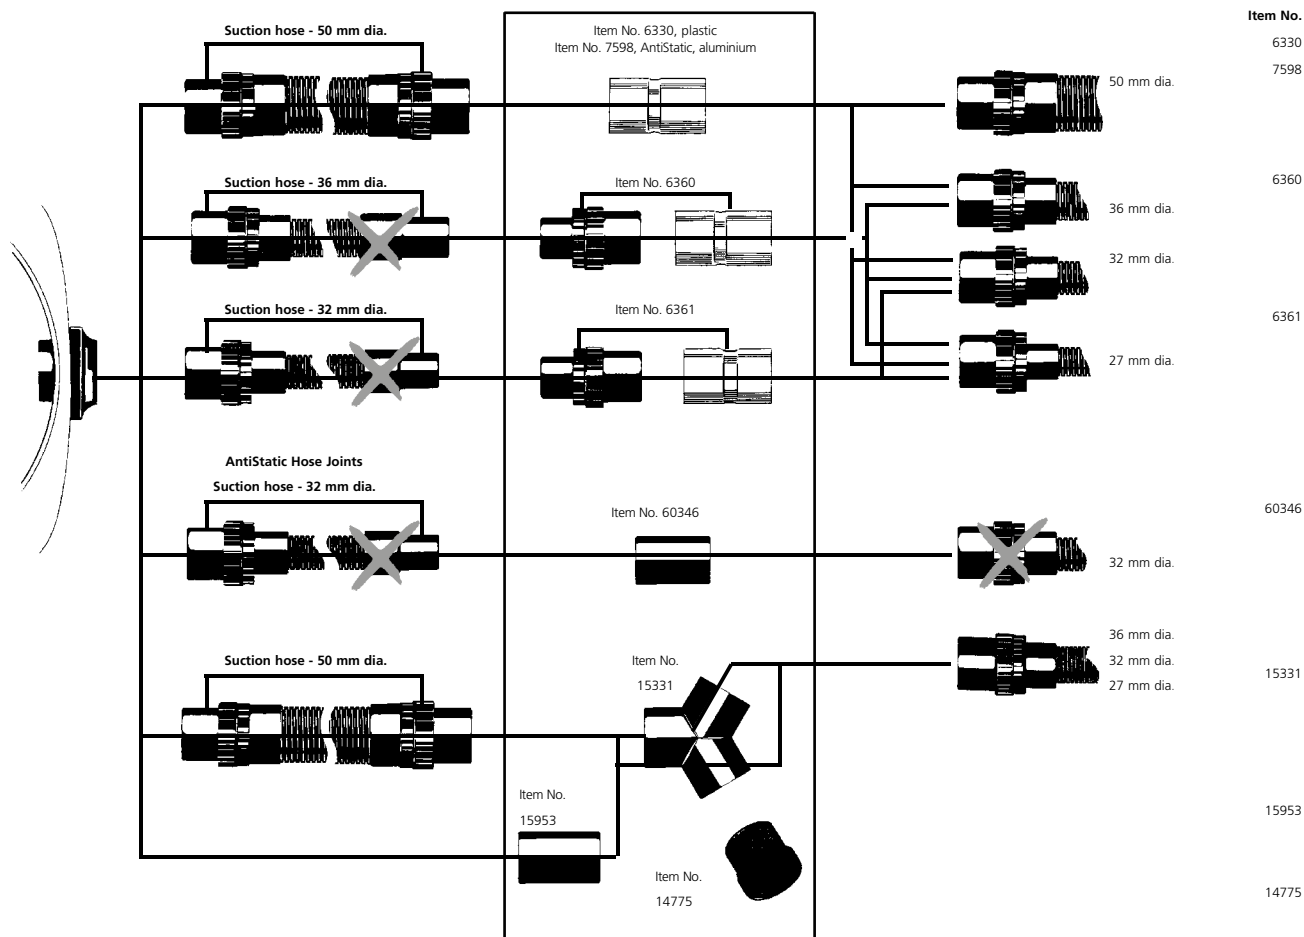 Item No.
Suction hose - 50 mm dia.
Item No. 6330, plastic
Item No. 7598, AntiStatic, aluminium
6330
7598
50 mm dia.
Suction hose - 36 mm dia.
Item No. 6360
6360
36 mm dia.
32 mm dia.
Suction hose - 32 mm dia.
Item No. 6361
6361
27 mm dia.
AntiStatic Hose Joints
Suction hose - 32 mm dia.
Item No. 60346
60346
32 mm dia.
36 mm dia.
32 mm dia.
27 mm dia.
Suction hose - 50 mm dia.
Item No.
15331
15331
Item No.
15953
15953
Item No.
14775
14775